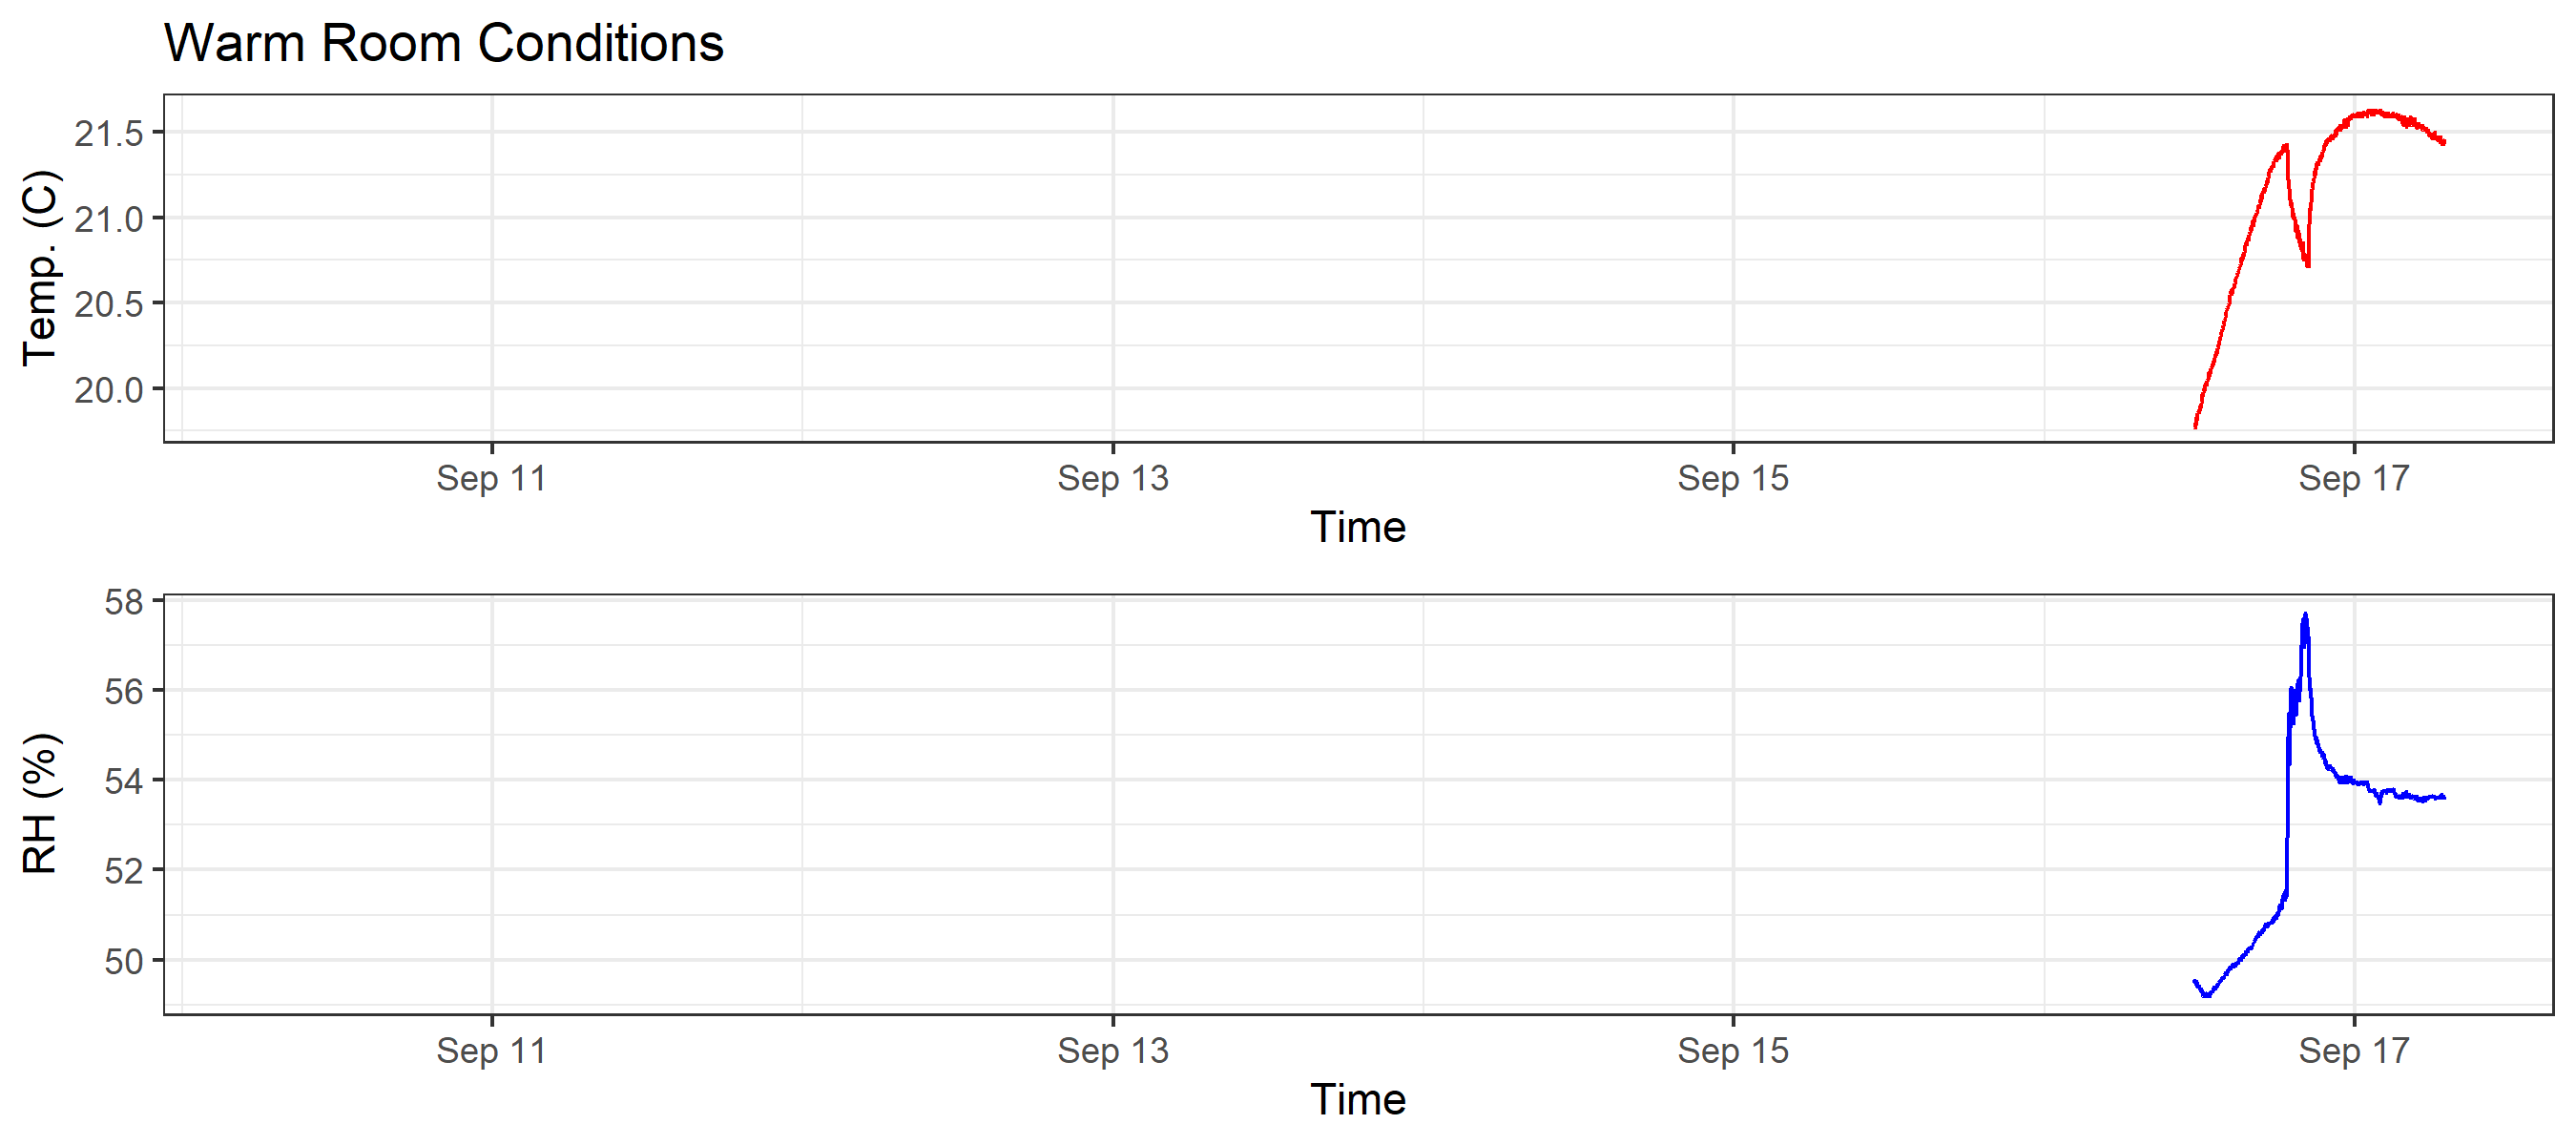 Warm Room Conditions
Temp. (C)
21.5
21.0
20.5
20.0
Sep 11 Sep 13 Sep 15 Sep 17
Time
RH (%)
58
56
54
52
50
Sep 11 Sep 13 Sep 15 Sep 17
Time